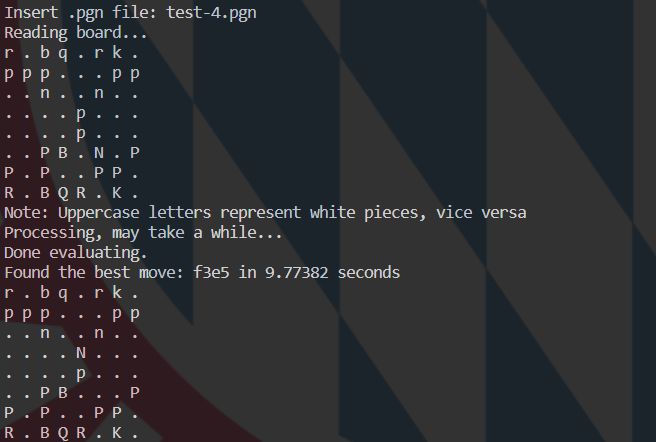 Insert .pgn file: test-4.pgn
Reading board...
r . b q . r k .
p p p . . . p p
. . n . . n . .
. . . . p . . .
. . . . p . . .
. . P B . N . P
P . P . . P P .
R . B Q R . K .
Note: Uppercase letters represent white pieces, vice versa
Processing, may take a while...
Done evaluating.
Found the best move: f3e5 in 9.77382 seconds
r . b q . r k .
p p p . . . p p
. . n . . n . .
. . . . N . . .
. . . . p . . .
. . P B . . . P
P . P . . P P .
R . B Q R . K .